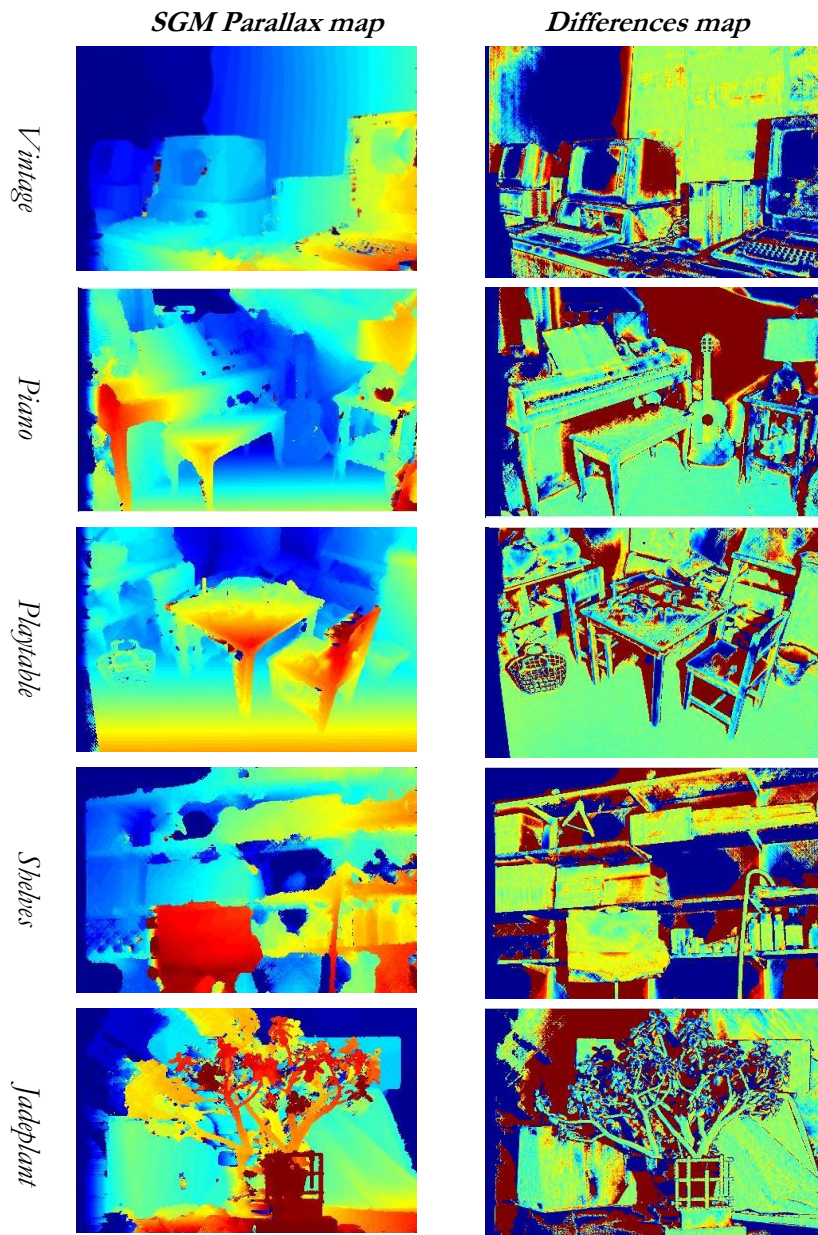 SGM Parallax map
Differences map
Vintage
Piano
Playtable
Shelves
Jadeplant